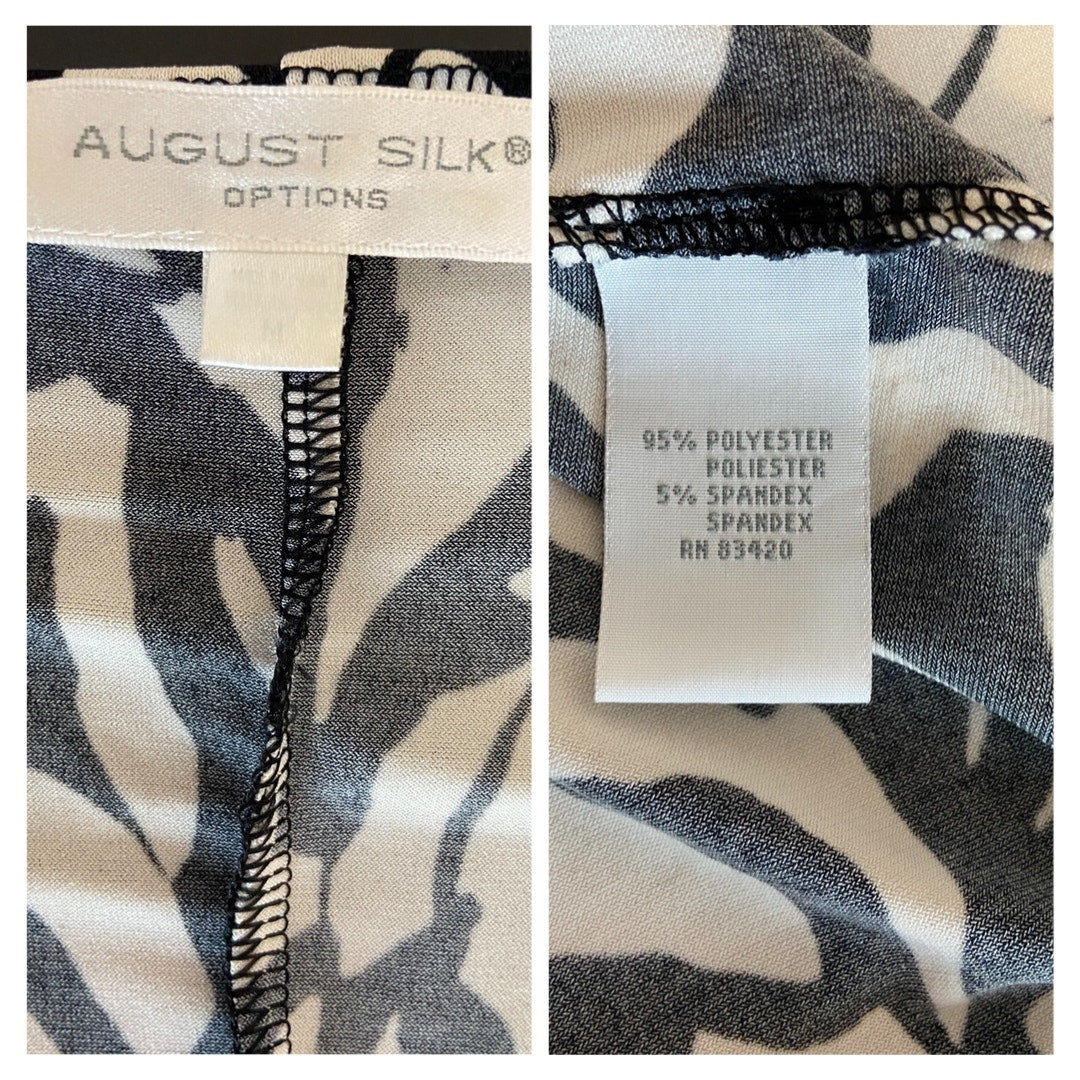 AUGUST SILK®
OPTIONS
95% POLYESTER
POLIESTER
5% SPANDEX
SPANDEX
RN 83420